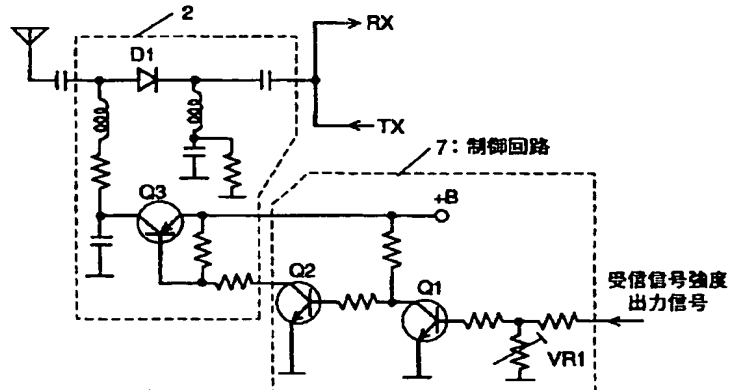 2
RX
D1
TX
7：制御回路
+B
Q3
Q2
Q1
受信信号強度
出力信号
VR1